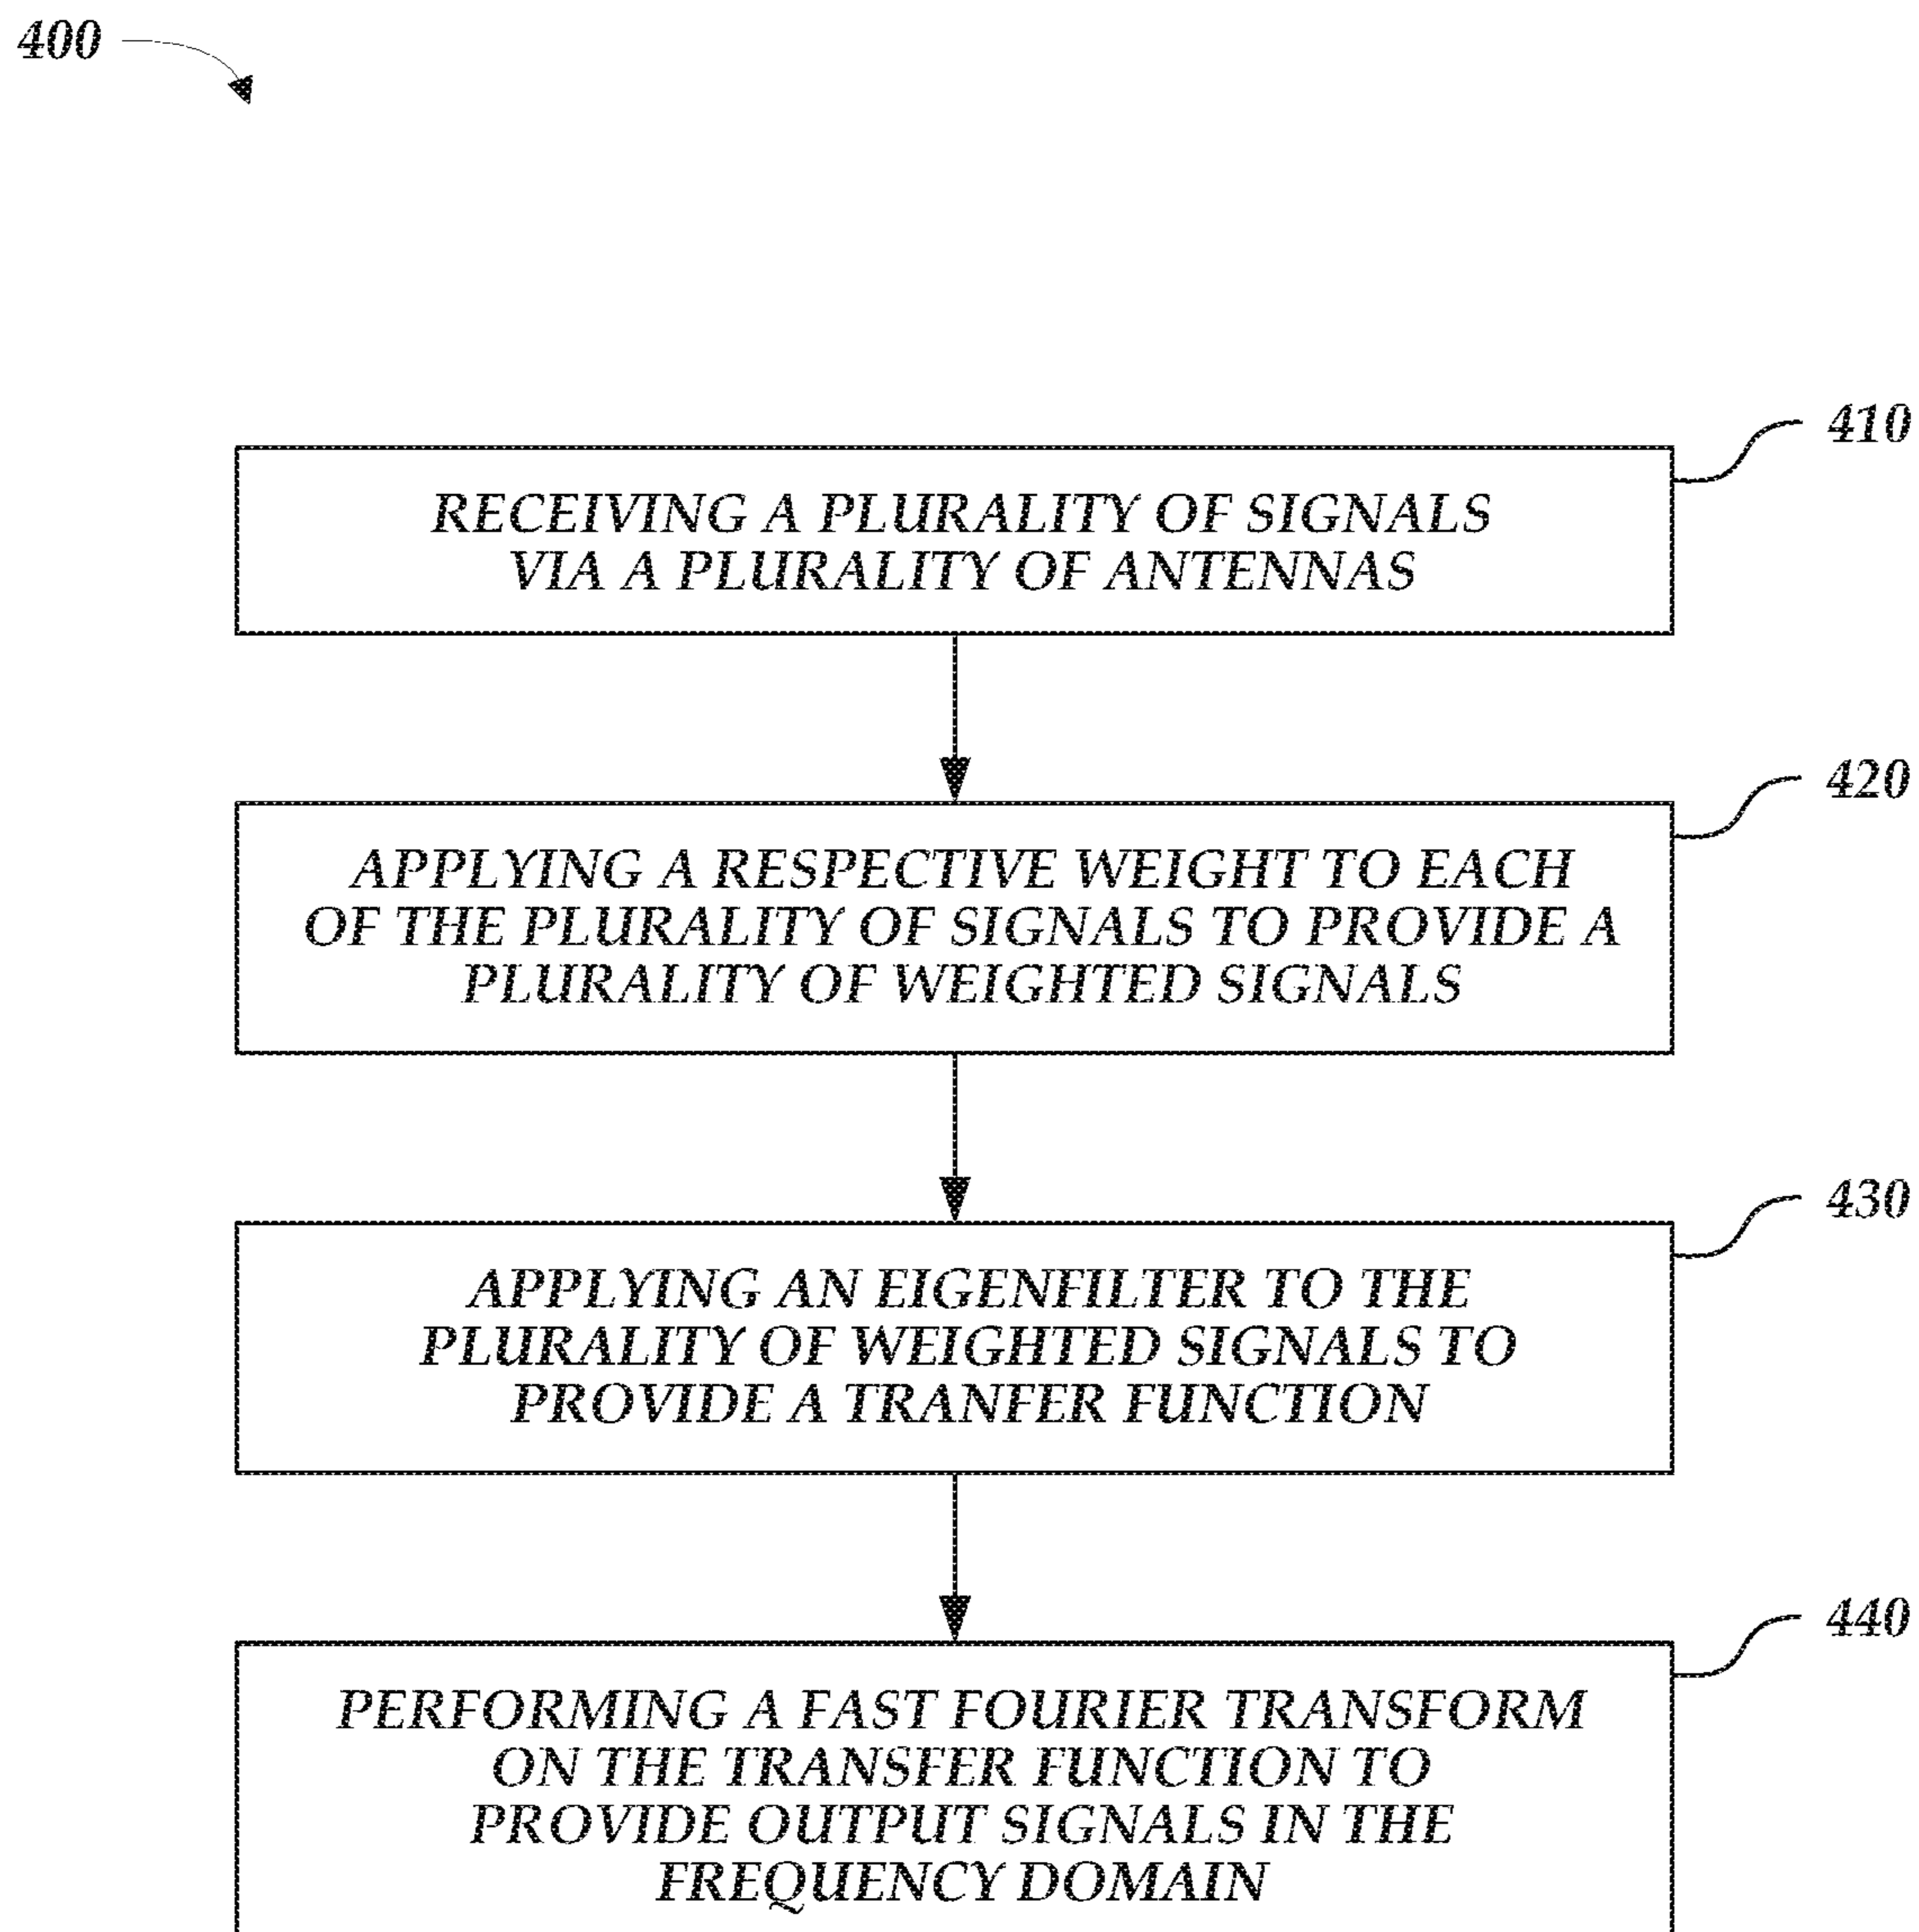 400
410
RECEIVING A PLURALITY OF SIGNALS
VIA A PLURALITY OF ANTENNAS
420
APPLYING A RESPECTIVE WEIGHT TO EACH
OF THE PLURALITY OF SIGNALS TO PROVIDE A
PLURALITY OF WEIGHTED SIGNALS
430
APPLYING AN EIGENFILTER TO THE
PLURALITY OF WEIGHTED SIGNALS TO
PROVIDE A TRANFER FUNCTION
440
PERFORMING A FAST FOURIER TRANSFORM
ON THE TRANSFER FUNCTION TO
PROVIDE OUTPUT SIGNALS IN THE
FREQUENCY DOMAIN